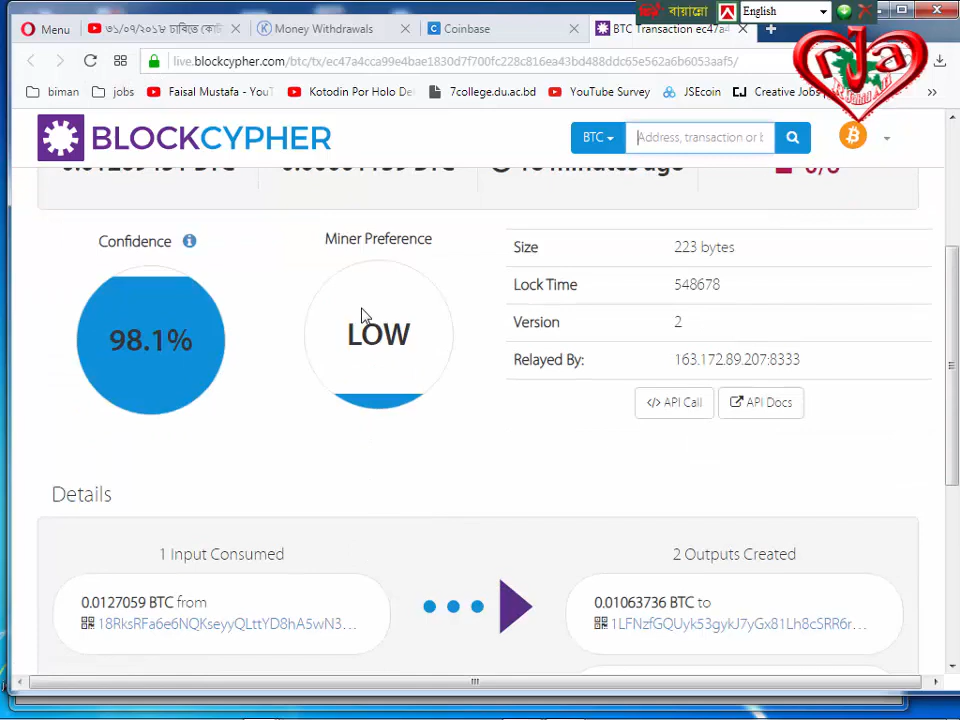 বায়ান্নো
English
Menu
৩১/০৭/২০১৮ চাবিতে কোটি
Money Withdrawals
Coinbase
BTC Transaction ec47a4
live.blockcypher.com/btc/tx/ec47a4cca99e4bae1830d7f700fc228c816ea43bd488ddc65e562a6b6053aaf5/
biman
jobs
Faisal Mustafa - YouT
Kotodin Por Holo De
7college.du.ac.bd
YouTube Survey
JSEcoin
Creative Jobs
rja
BLOCKCYPHER
BTC
Address, transaction or b
Confidence
98.1%
Miner Preference
LOW
Size 223 bytes
Lock Time 548678
Version 2
Relayed By: 163.172.89.207:8333
API Call
API Docs
Details
1 Input Consumed
2 Outputs Created
0.0127059 BTC from
18RksRFa6e6NQKseyyQLttYD8hA5wN3...
0.01063736 BTC to
1LFNzfGQUyk53gykJ7yGx81Lh8cSRR6r...